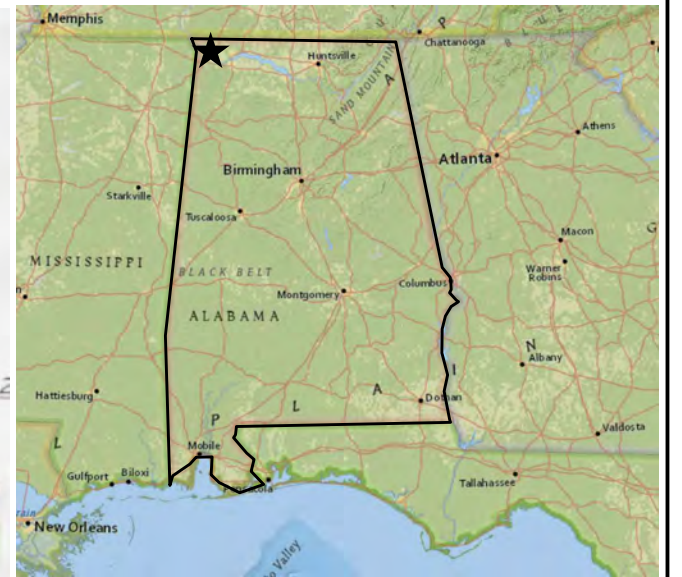 Memphis
Chattanooga
Huntsville
SAND MOUNTAIN
A
P
B L U
Athens
Atlanta
Birmingham
Starkville
Tuscaloosa
Macon
G
Warner
Robins
MISSISSIPPI
BLACK BELT
Columbus
Montgomery
ALABAMA
N
Albany
I
A
L
P
Dothan
Hattiesburg
L
Valdosta
Mobile
Gulfport
Biloxi
Pensacola
Tallahassee
New Orleans
Valley